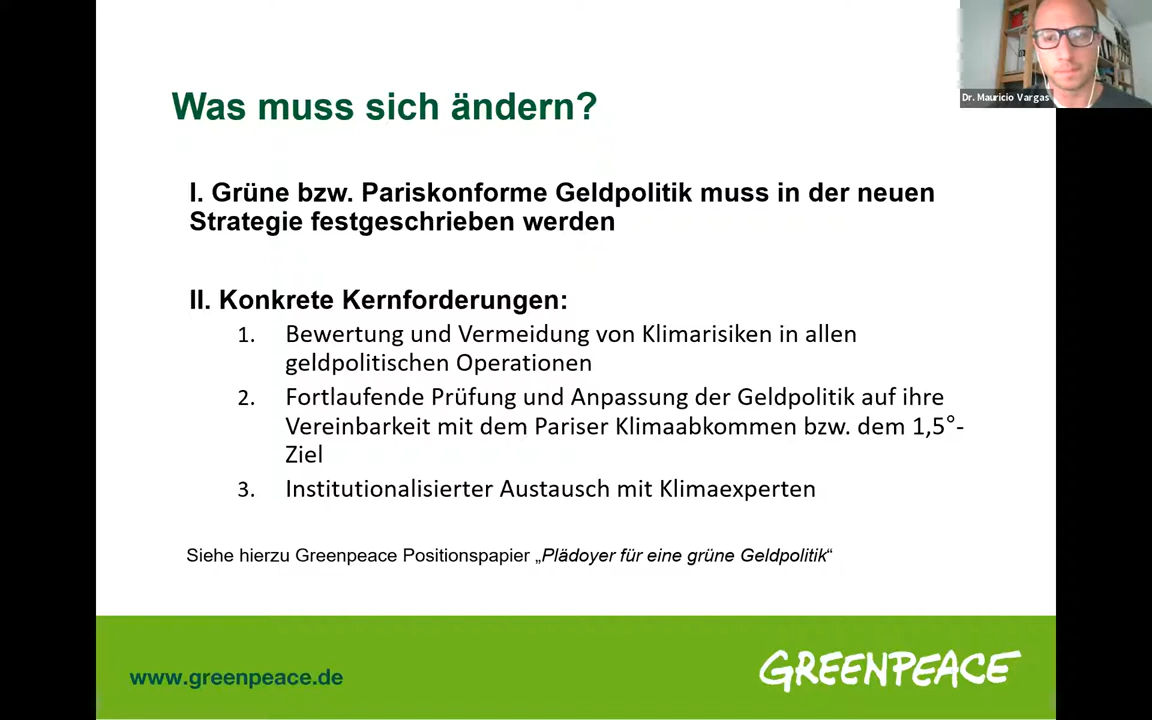 Dr. Mauricio Vargas
Was muss sich ändern?
I. Grüne bzw. Pariskonforme Geldpolitik muss in der neuen
Strategie festgeschrieben werden
II. Konkrete Kernforderungen:
1. Bewertung und Vermeidung von Klimarisiken in allen
geldpolitischen Operationen
2. Fortlaufende Prüfung und Anpassung der Geldpolitik auf ihre
Vereinbarkeit mit dem Pariser Klimaabkommen bzw. dem 1,5°-
Ziel
3. Institutionalisierter Austausch mit Klimaexperten
Siehe hierzu Greenpeace Positionspapier „Plädoyer für eine grüne Geldpolitik“
www.greenpeace.de
GREENPEACE